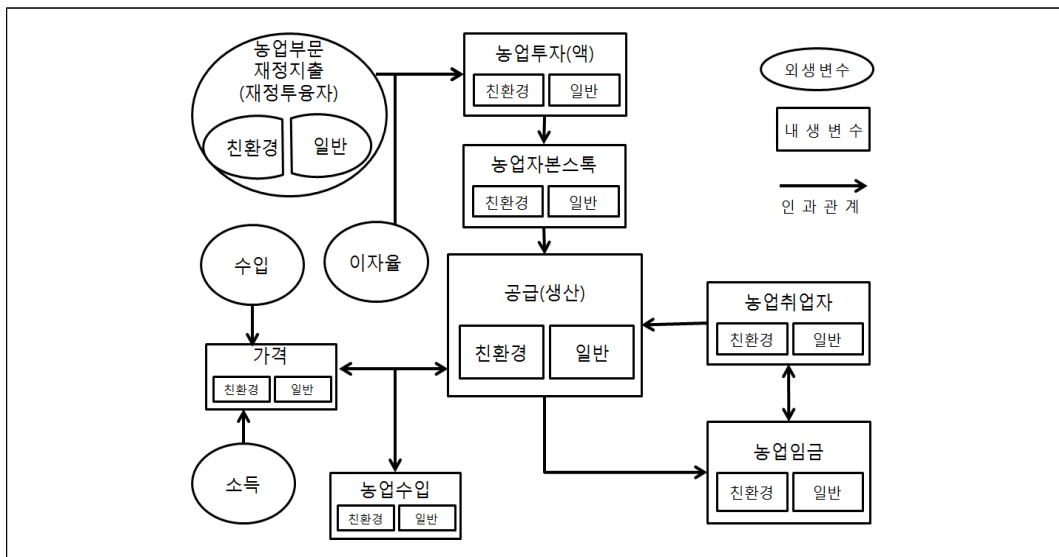 농업부문
재정지출
(재정투융자)
친환경 일반
농업투자(액)
친환경 일반
외생변수
내 생 변 수
인 과 관 계
농업자본스톡
친환경 일반
수입
이자율
공급(생산)
친환경 일반
농업취업자
친환경 일반
가격
친환경 일반
소득
농업수입
친환경 일반
농업임금
친환경 일반